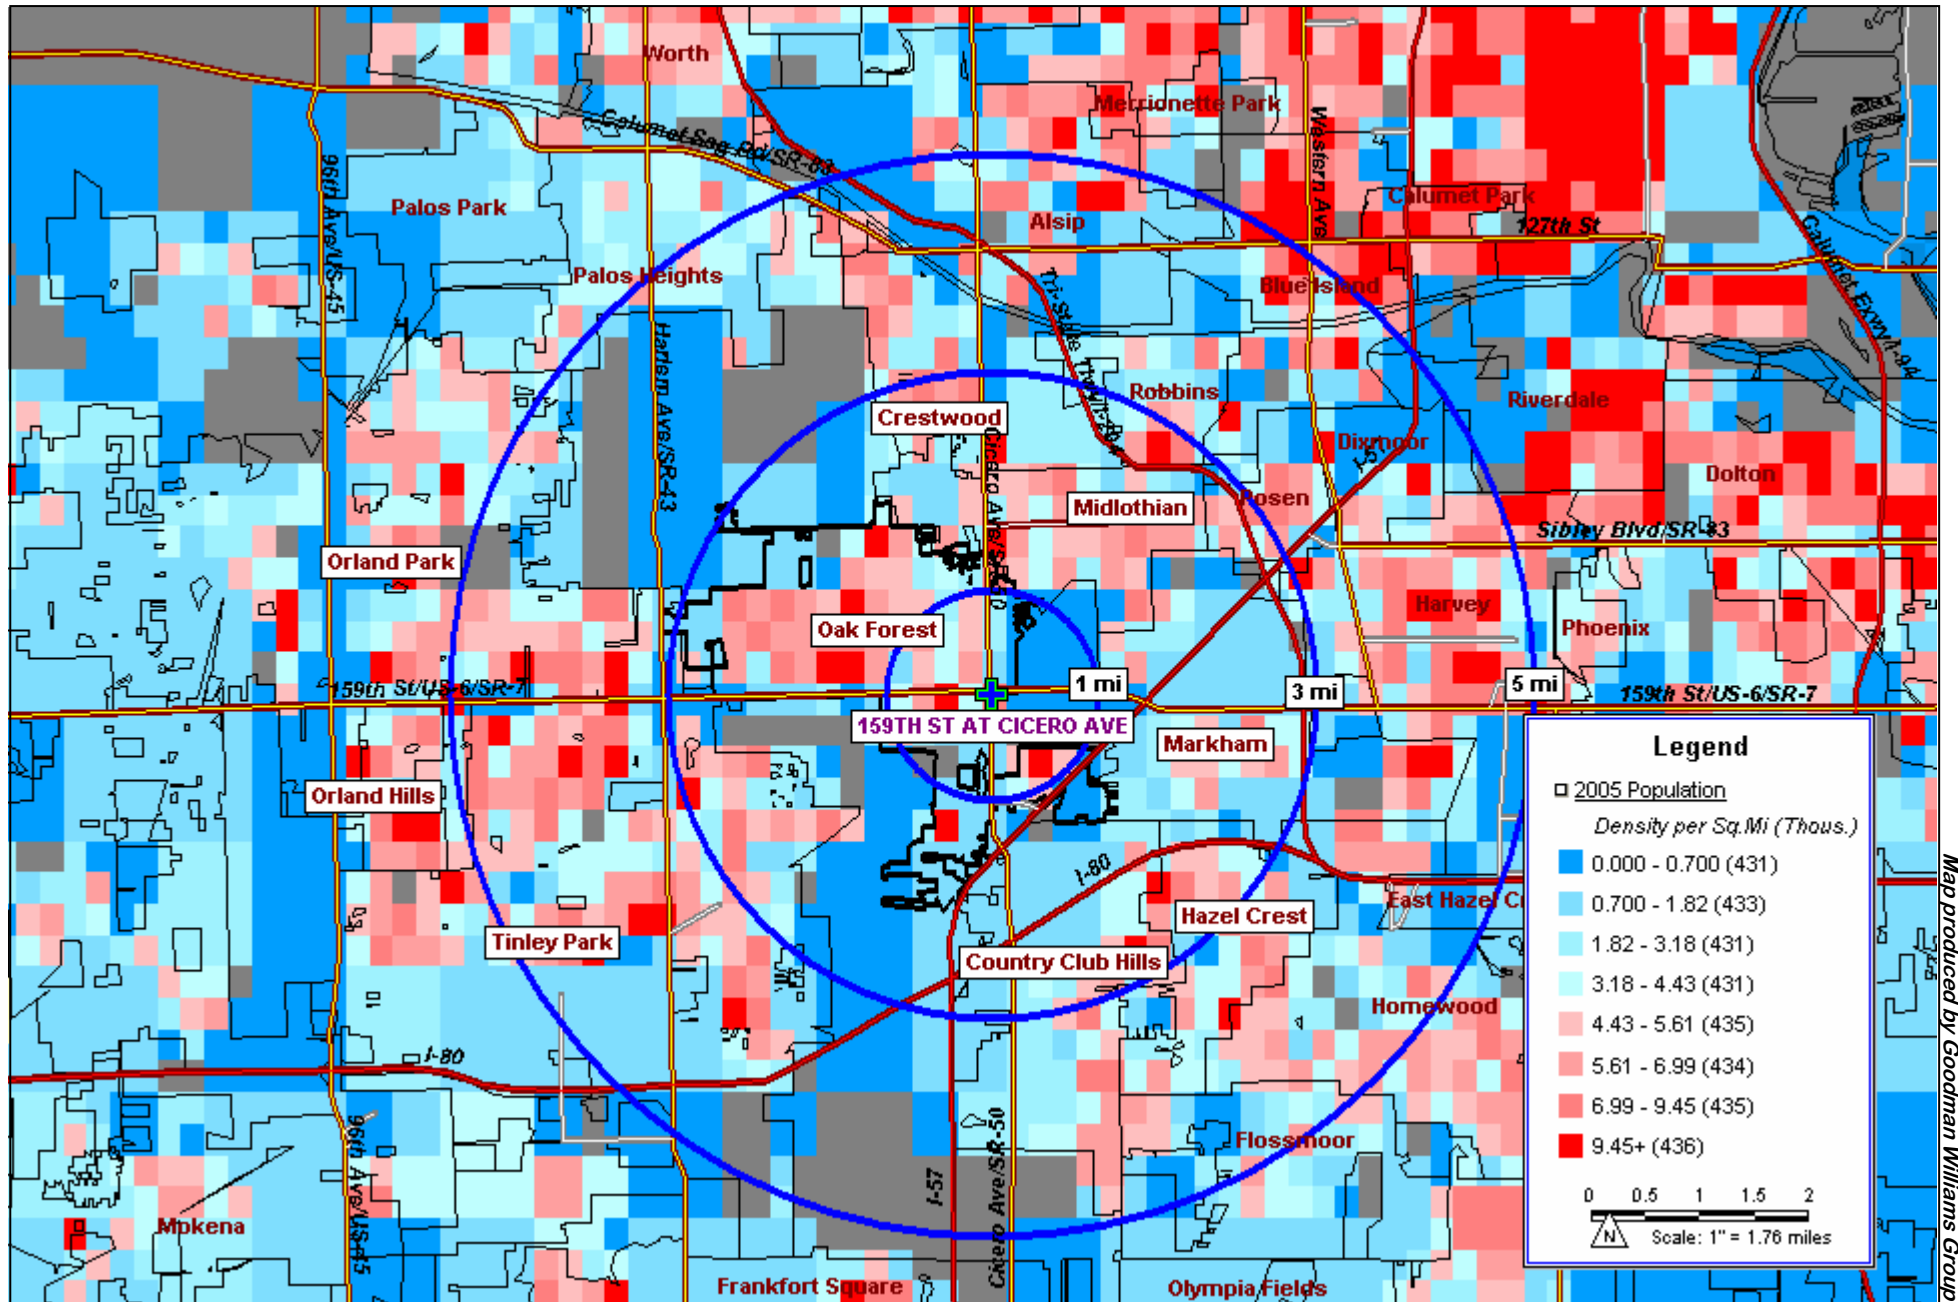 Worth
Merrionette Park
Calumet Sag Rd/SR-83
Western Ave
96th Ave/US-45
Palos Park
Calumet Park
Alsip
127th St
Calumet Expy/I-94
Palos Heights
Blue Island
Tri-State
Harlem Ave/SR-43
Robbins
Riverdale
Crestwood
Cicero Ave/SR-50
Dixmoor
I-57
Dolton
Posen
Midlothian
Sibley Blvd/SR-83
Orland Park
Harvey
Oak Forest
Phoenix
1 mi
3 mi
5 mi
159th St/US-6/SR-7
159th St/US-6/SR-7
159TH ST AT CICERO AVE
Markham
Orland Hills
I-80
East Hazel C
Hazel Crest
Tinley Park
Country Club Hills
Homewood
I-80
96th Ave/US-45
Cicero Ave/SR-50
Flossmoor
I-57
Mokena
Frankfort Square
Olympia Fields
Legend
2005 Population
Density per Sq.Mi (Thous.)
0.000 - 0.700 (431)
0.700 - 1.82 (433)
1.82 - 3.18 (431)
3.18 - 4.43 (431)
4.43 - 5.61 (435)
5.61 - 6.99 (434)
6.99 - 9.45 (435)
9.45+ (436)
0 0.5 1 1.5 2
N
Scale: 1" = 1.76 miles
Map produced by Goodman Williams Group